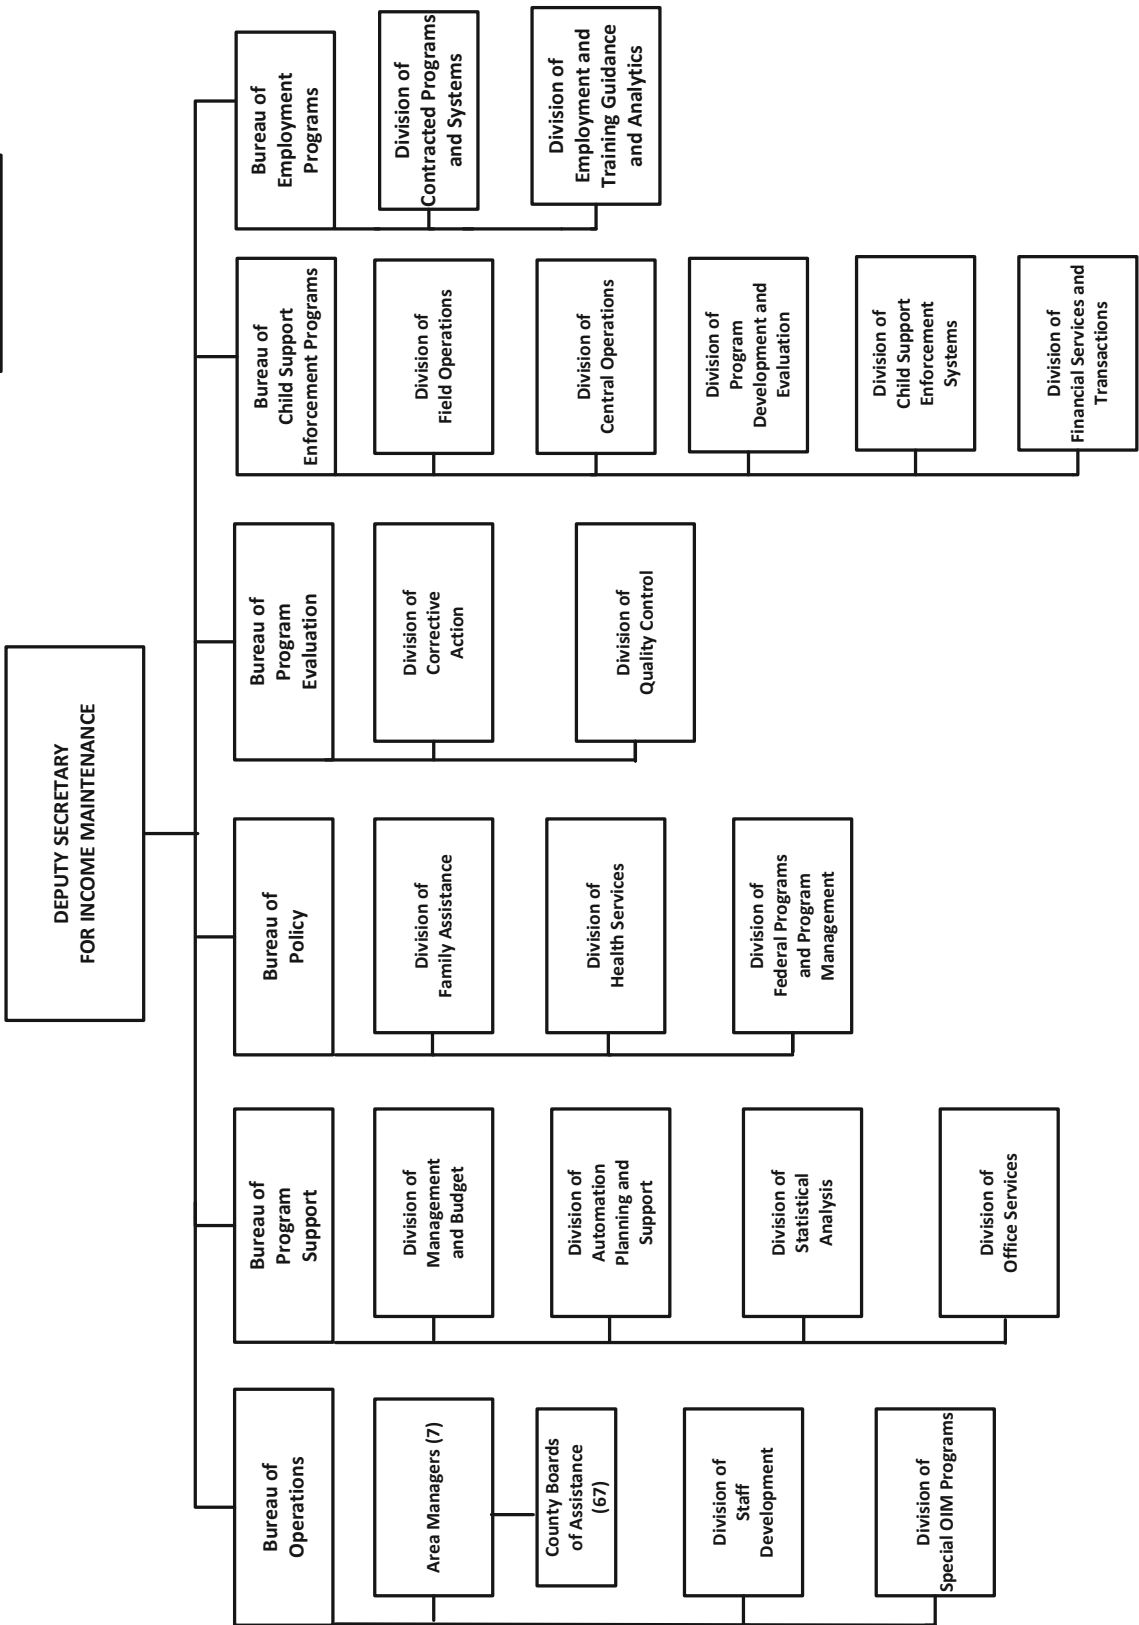 DEPUTY SECRETARY
FOR INCOME MAINTENANCE
Bureau of
Operations
Area Managers (7)
County Boards
of Assistance
(67)
Division of
Staff
Development
Division of
Special OIM Programs
Bureau of
Program
Support
Division of
Management
and Budget
Division of
Automation
Planning and
Support
Division of
Statistical
Analysis
Division of
Office Services
Bureau of
Policy
Division of
Family Assistance
Division of
Health Services
Division of
Federal Programs
and Program
Management
Bureau of
Program
Evaluation
Division of
Corrective
Action
Division of
Quality Control
Bureau of
Child Support
Enforcement Programs
Division of
Field Operations
Division of
Central Operations
Division of
Program
Development and
Evaluation
Division of
Child Support
Enforcement
Systems
Division of
Financial Services and
Transactions
Bureau of
Employment
Programs
Division of
Contracted Programs
and Systems
Division of
Employment and
Training Guidance
and Analytics